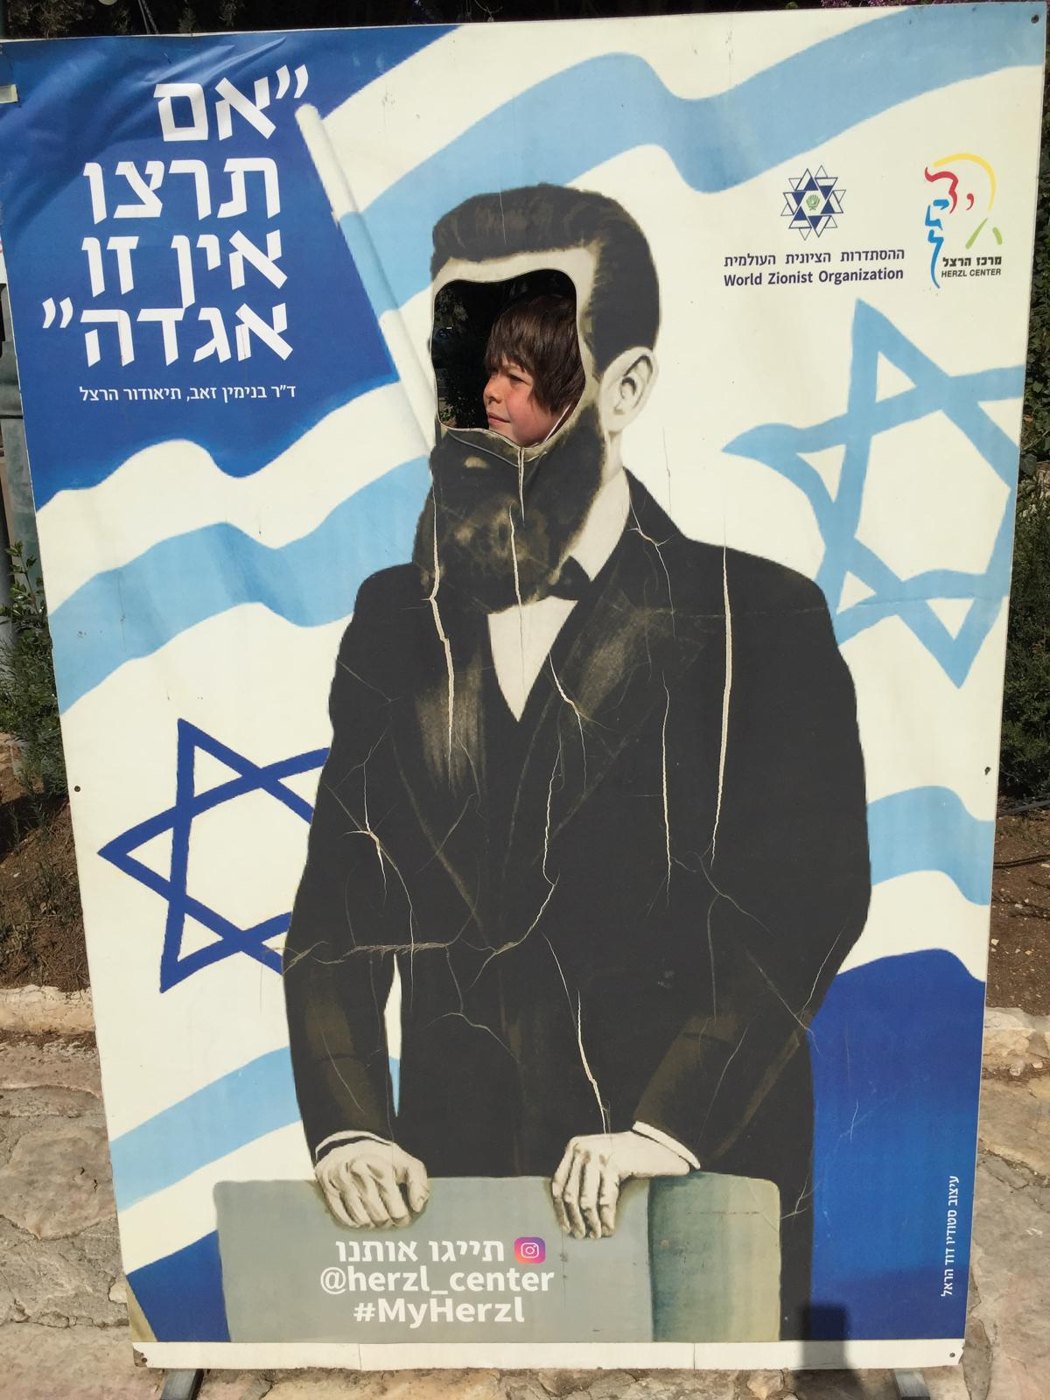 "אם
תרצו
אין זו
אגדה"
ד"ר בנימין זאב, תיאודור הרצל
ההסתדרות הציונית העולמית
World Zionist Organization
מרכז הרצל
HERZL CENTER
תייגו אותנו
@herzl_center
#MyHerzl
עיצוב סטודיו דוד הראל